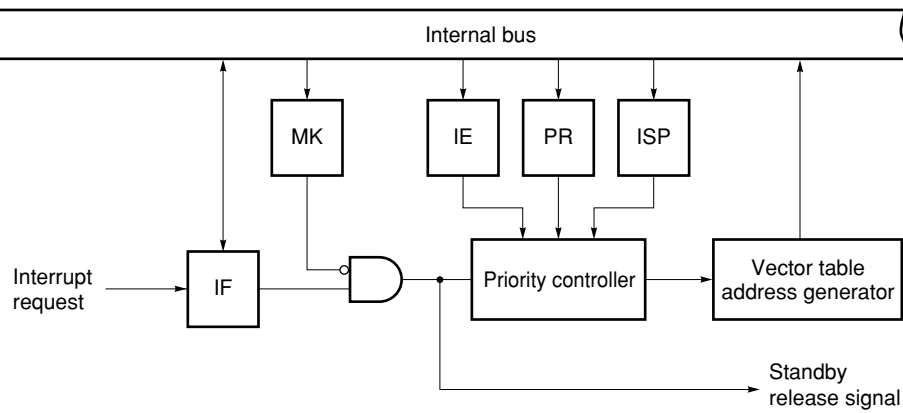 Internal bus
MK
IE
PR
ISP
Interrupt
request
IF
Priority controller
Vector table
address generator
Standby
release signal